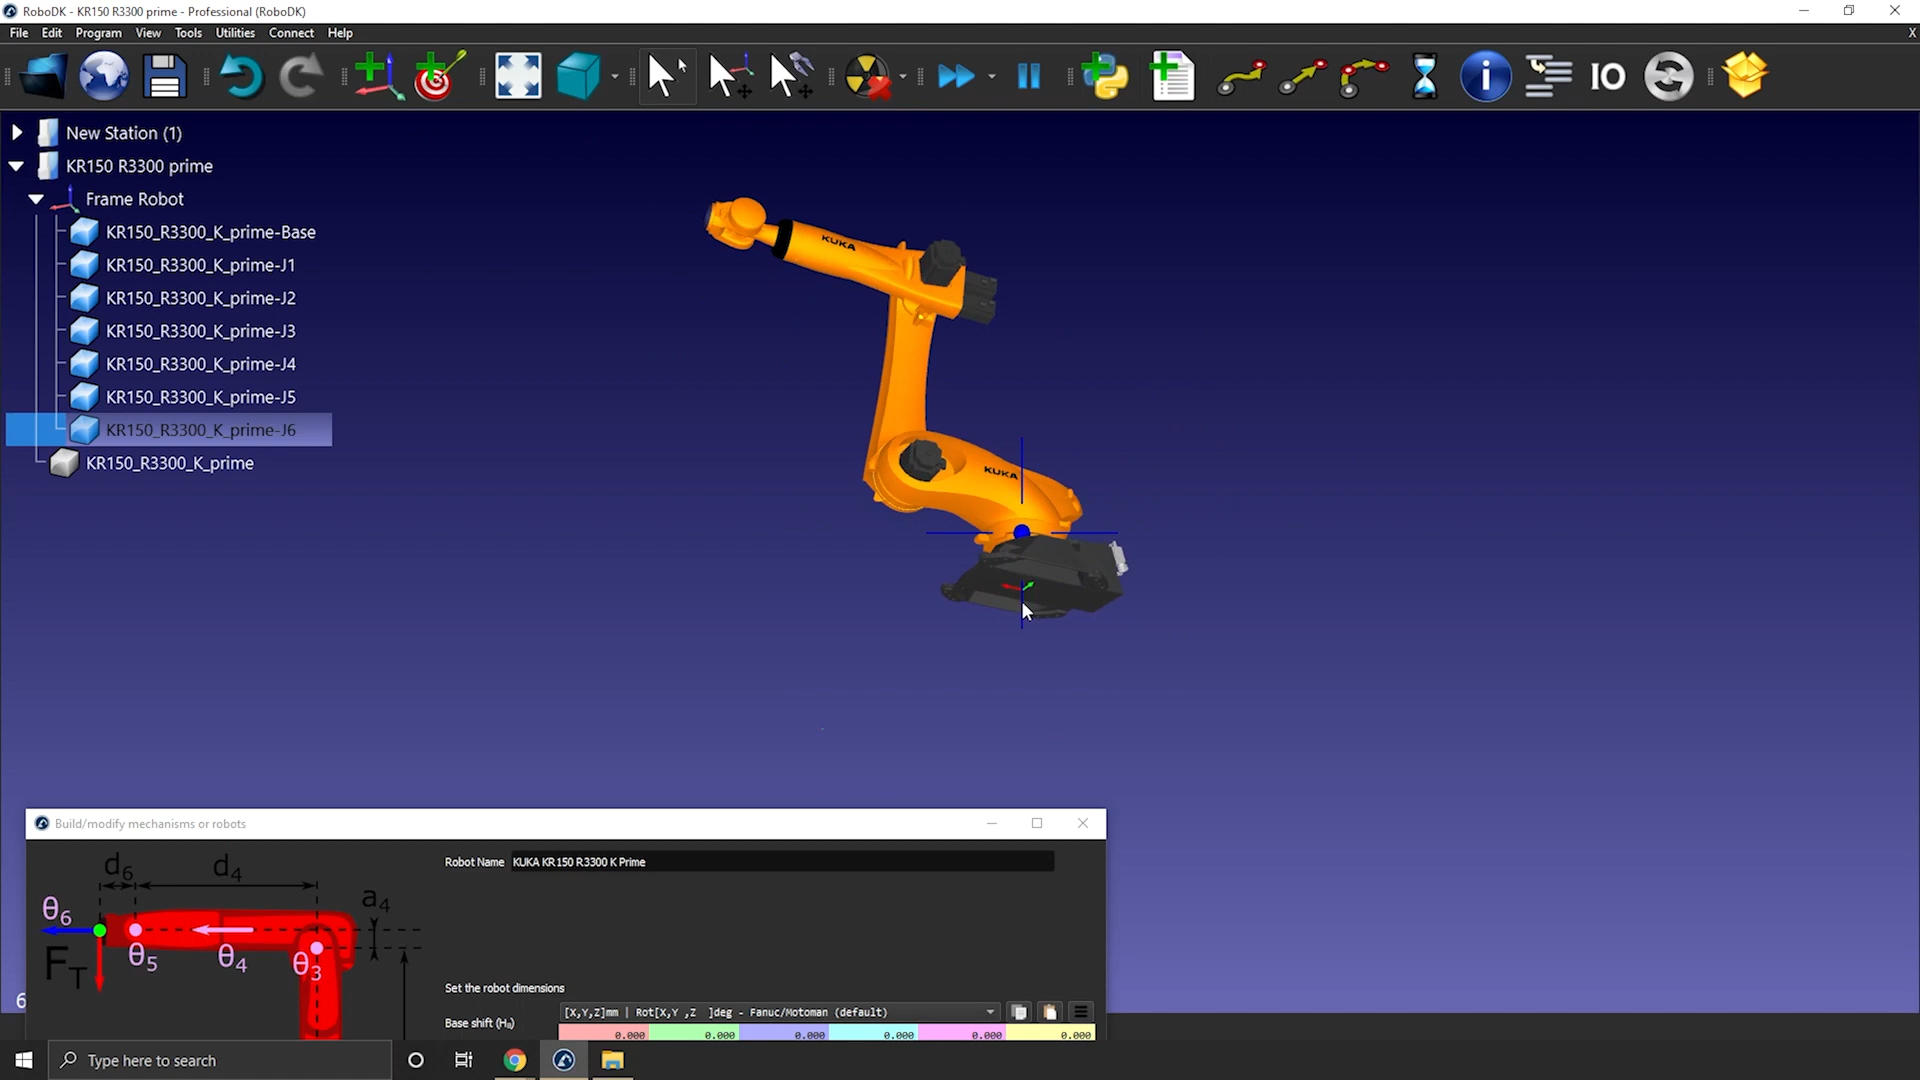 RoboDK - KR150 R3300 prime - Professional (RoboDK)
File Edit Program View Tools Utilities Connect Help
X
IO
New Station (1)
KR150 R3300 prime
Frame Robot
KR150_R3300_K_prime-Base
KR150_R3300_K_prime-J1
KR150_R3300_K_prime-J2
KR150_R3300_K_prime-J3
KR150_R3300_K_prime-J4
KR150_R3300_K_prime-J5
KR150_R3300_K_prime-J6
KR150_R3300_K_prime
KUKA
KUKA
6
Build/modify mechanisms or robots
d6 d4
Robot Name KUKA KR 150 R3300 K Prime
a4
θ6
θ5 θ4 θ3
FT
Set the robot dimensions
Base shift (HB) [X,Y,Z]mm | Rot[X,Y ,Z ]deg - Fanuc/Motoman (default)
0.000 0.000 0.000 0.000 0.000 0.000
Type here to search